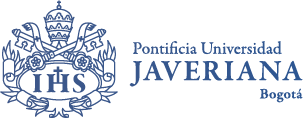 IHS
Pontificia Universidad
JAVERIANA
Bogotá